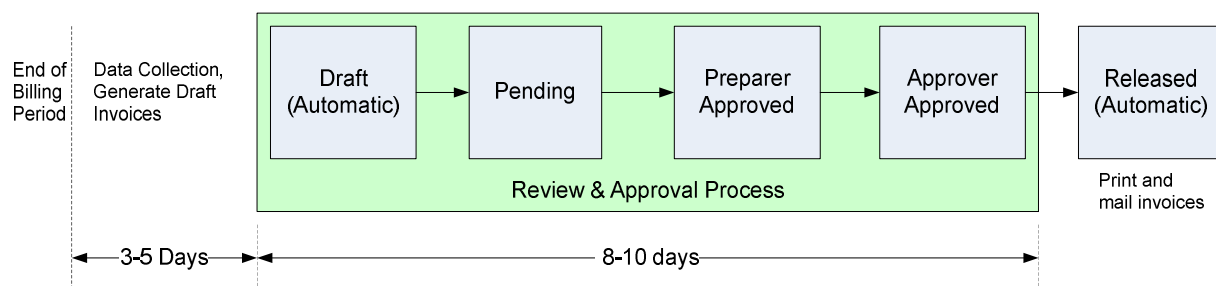 End of
Billing
Period
Data Collection,
Generate Draft
Invoices
Draft
(Automatic)
Pending
Preparer
Approved
Approver
Approved
Released
(Automatic)
Review & Approval Process
Print and
mail invoices
3-5 Days
8-10 days